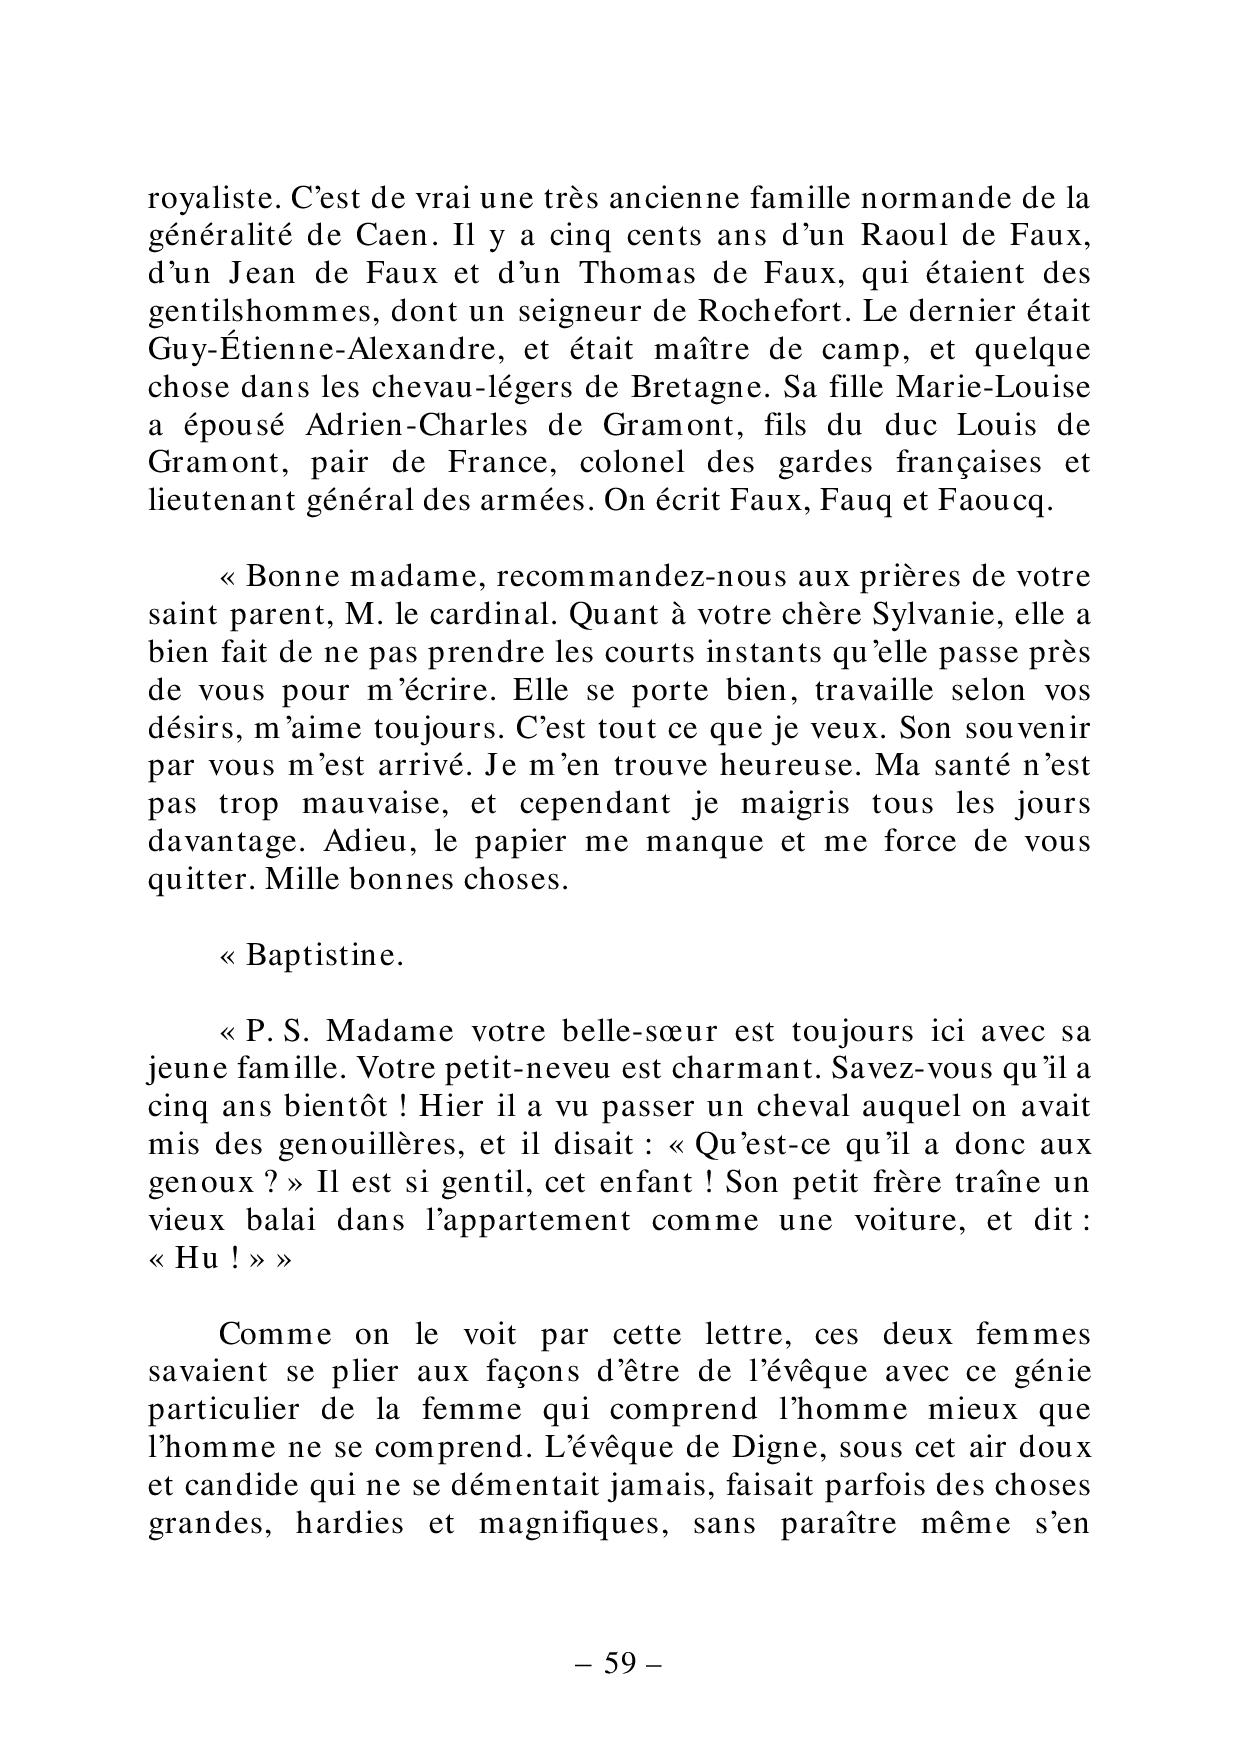 royaliste. C’est de vrai une très ancienne famille normande de la
généralité de Caen. Il y a cinq cents ans d’un Raoul de Faux,
d’un Jean de Faux et d’un Thomas de Faux, qui étaient des
gentilshommes, dont un seigneur de Rochefort. Le dernier était
Guy-Étienne-Alexandre, et était maître de camp, et quelque
chose dans les chevau-légers de Bretagne. Sa fille Marie-Louise
a épousé Adrien-Charles de Gramont, fils du duc Louis de
Gramont, pair de France, colonel des gardes françaises et
lieutenant général des armées. On écrit Faux, Fauq et Faoucq.
« Bonne madame, recommandez-nous aux prières de votre
saint parent, M. le cardinal. Quant à votre chère Sylvanie, elle a
bien fait de ne pas prendre les courts instants qu’elle passe près
de vous pour m’écrire. Elle se porte bien, travaille selon vos
désirs, m’aime toujours. C’est tout ce que je veux. Son souvenir
par vous m’est arrivé. Je m’en trouve heureuse. Ma santé n’est
pas trop mauvaise, et cependant je maigris tous les jours
davantage. Adieu, le papier me manque et me force de vous
quitter. Mille bonnes choses.
« Baptistine.
« P. S. Madame votre belle-sœur est toujours ici avec sa
jeune famille. Votre petit-neveu est charmant. Savez-vous qu’il a
cinq ans bientôt ! Hier il a vu passer un cheval auquel on avait
mis des genouillères, et il disait : « Qu’est-ce qu’il a donc aux
genoux ? » Il est si gentil, cet enfant ! Son petit frère traîne un
vieux balai dans l’appartement comme une voiture, et dit :
« Hu ! » »
Comme on le voit par cette lettre, ces deux femmes
savaient se plier aux façons d’être de l’évêque avec ce génie
particulier de la femme qui comprend l’homme mieux que
l’homme ne se comprend. L’évêque de Digne, sous cet air doux
et candide qui ne se démentait jamais, faisait parfois des choses
grandes, hardies et magnifiques, sans paraître même s’en
– 59 –